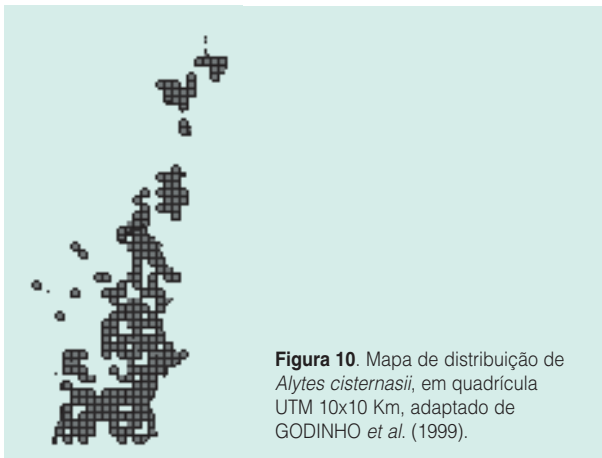 Figura 10. Mapa de distribuição de
Alytes cisternasii, em quadrícula
UTM 10x10 Km, adaptado de
GODINHO et al. (1999).